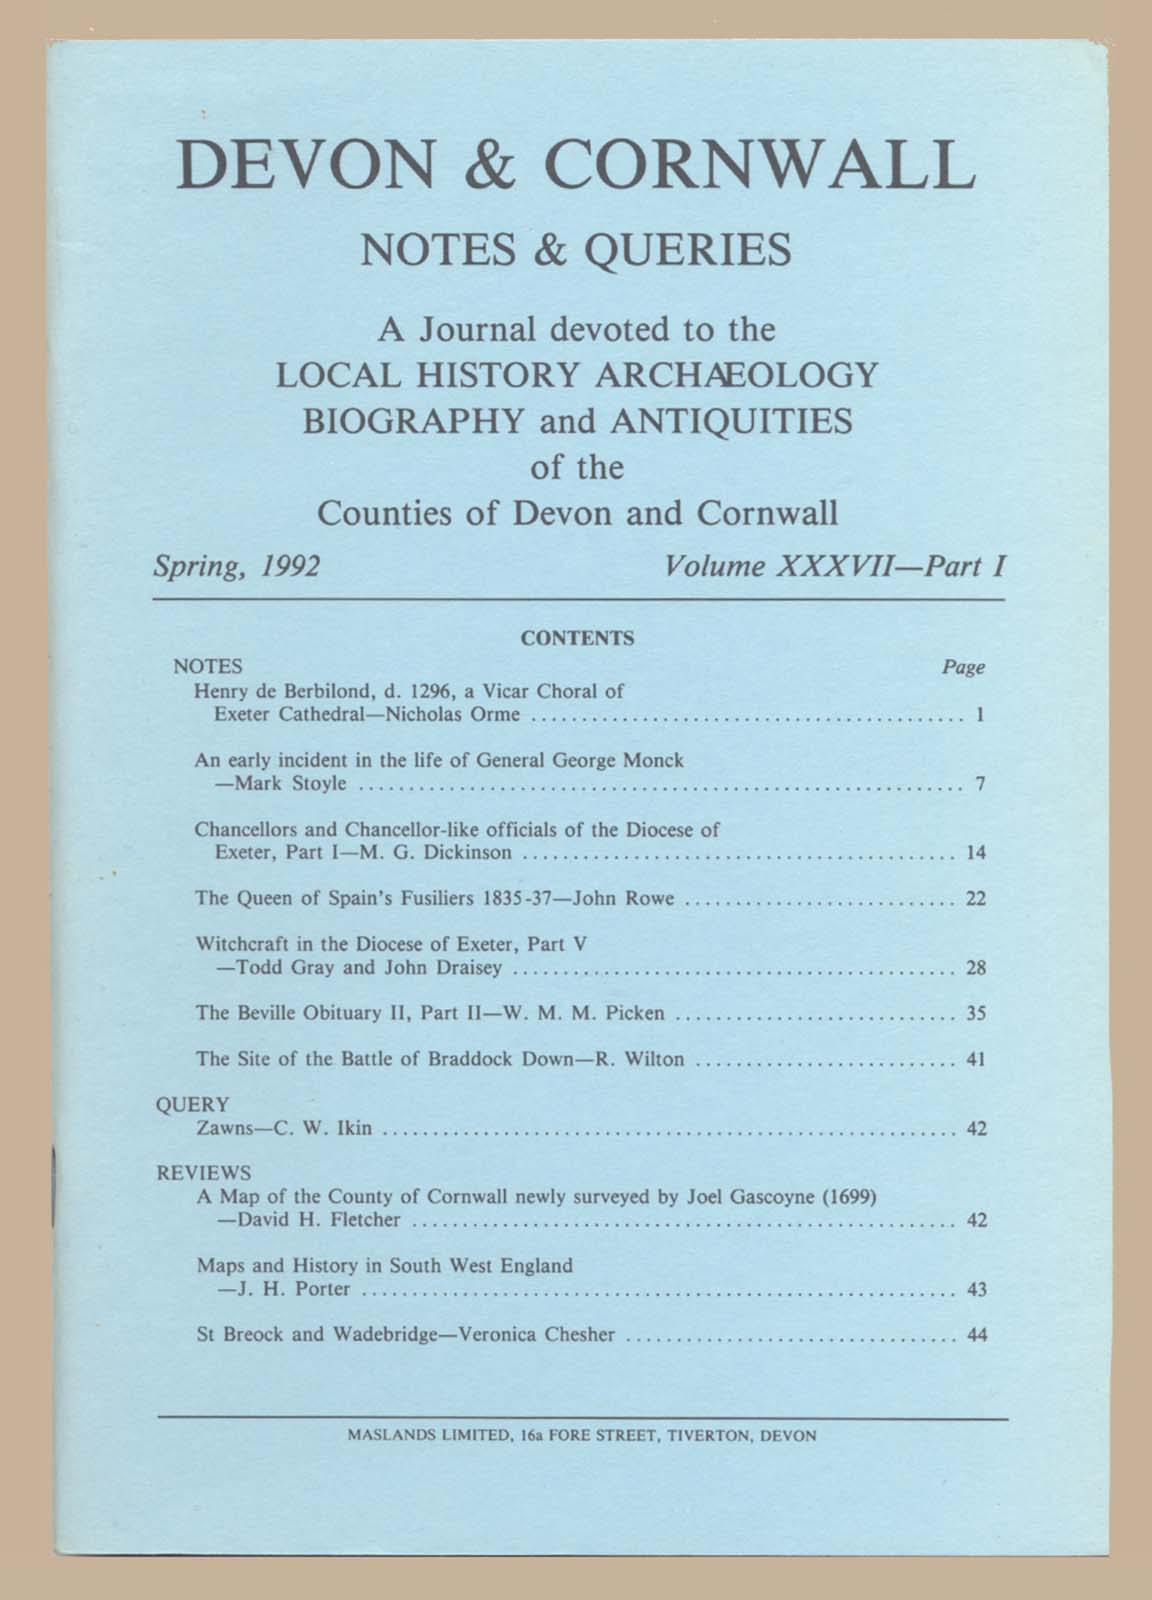 DEVON & CORNWALL
NOTES & QUERIES
A Journal devoted to the
LOCAL HISTORY ARCHÆOLOGY
BIOGRAPHY and ANTIQUITIES
of the
Counties of Devon and Cornwall
Spring, 1992 Volume XXXVII—Part I
CONTENTS
NOTES Page
Henry de Berbilond, d. 1296, a Vicar Choral of
Exeter Cathedral—Nicholas Orme ........................................... 1
An early incident in the life of General George Monck
—Mark Stoyle ............................................................ 7
Chancellors and Chancellor-like officials of the Diocese of
Exeter, Part I—M. G. Dickinson ........................................... 14
The Queen of Spain's Fusiliers 1835-37—John Rowe ........................... 22
Witchcraft in the Diocese of Exeter, Part V
—Todd Gray and John Draisey ............................................ 28
The Beville Obituary II, Part II—W. M. M. Picken ............................ 35
The Site of the Battle of Braddock Down—R. Wilton .......................... 41
QUERY
Zawns—C. W. Ikin ......................................................... 42
REVIEWS
A Map of the County of Cornwall newly surveyed by Joel Gascoyne (1699)
—David H. Fletcher ...................................................... 42
Maps and History in South West England
—J. H. Porter ........................................................... 43
St Breock and Wadebridge—Veronica Chesher ................................. 44
MASLANDS LIMITED, 16a FORE STREET, TIVERTON, DEVON